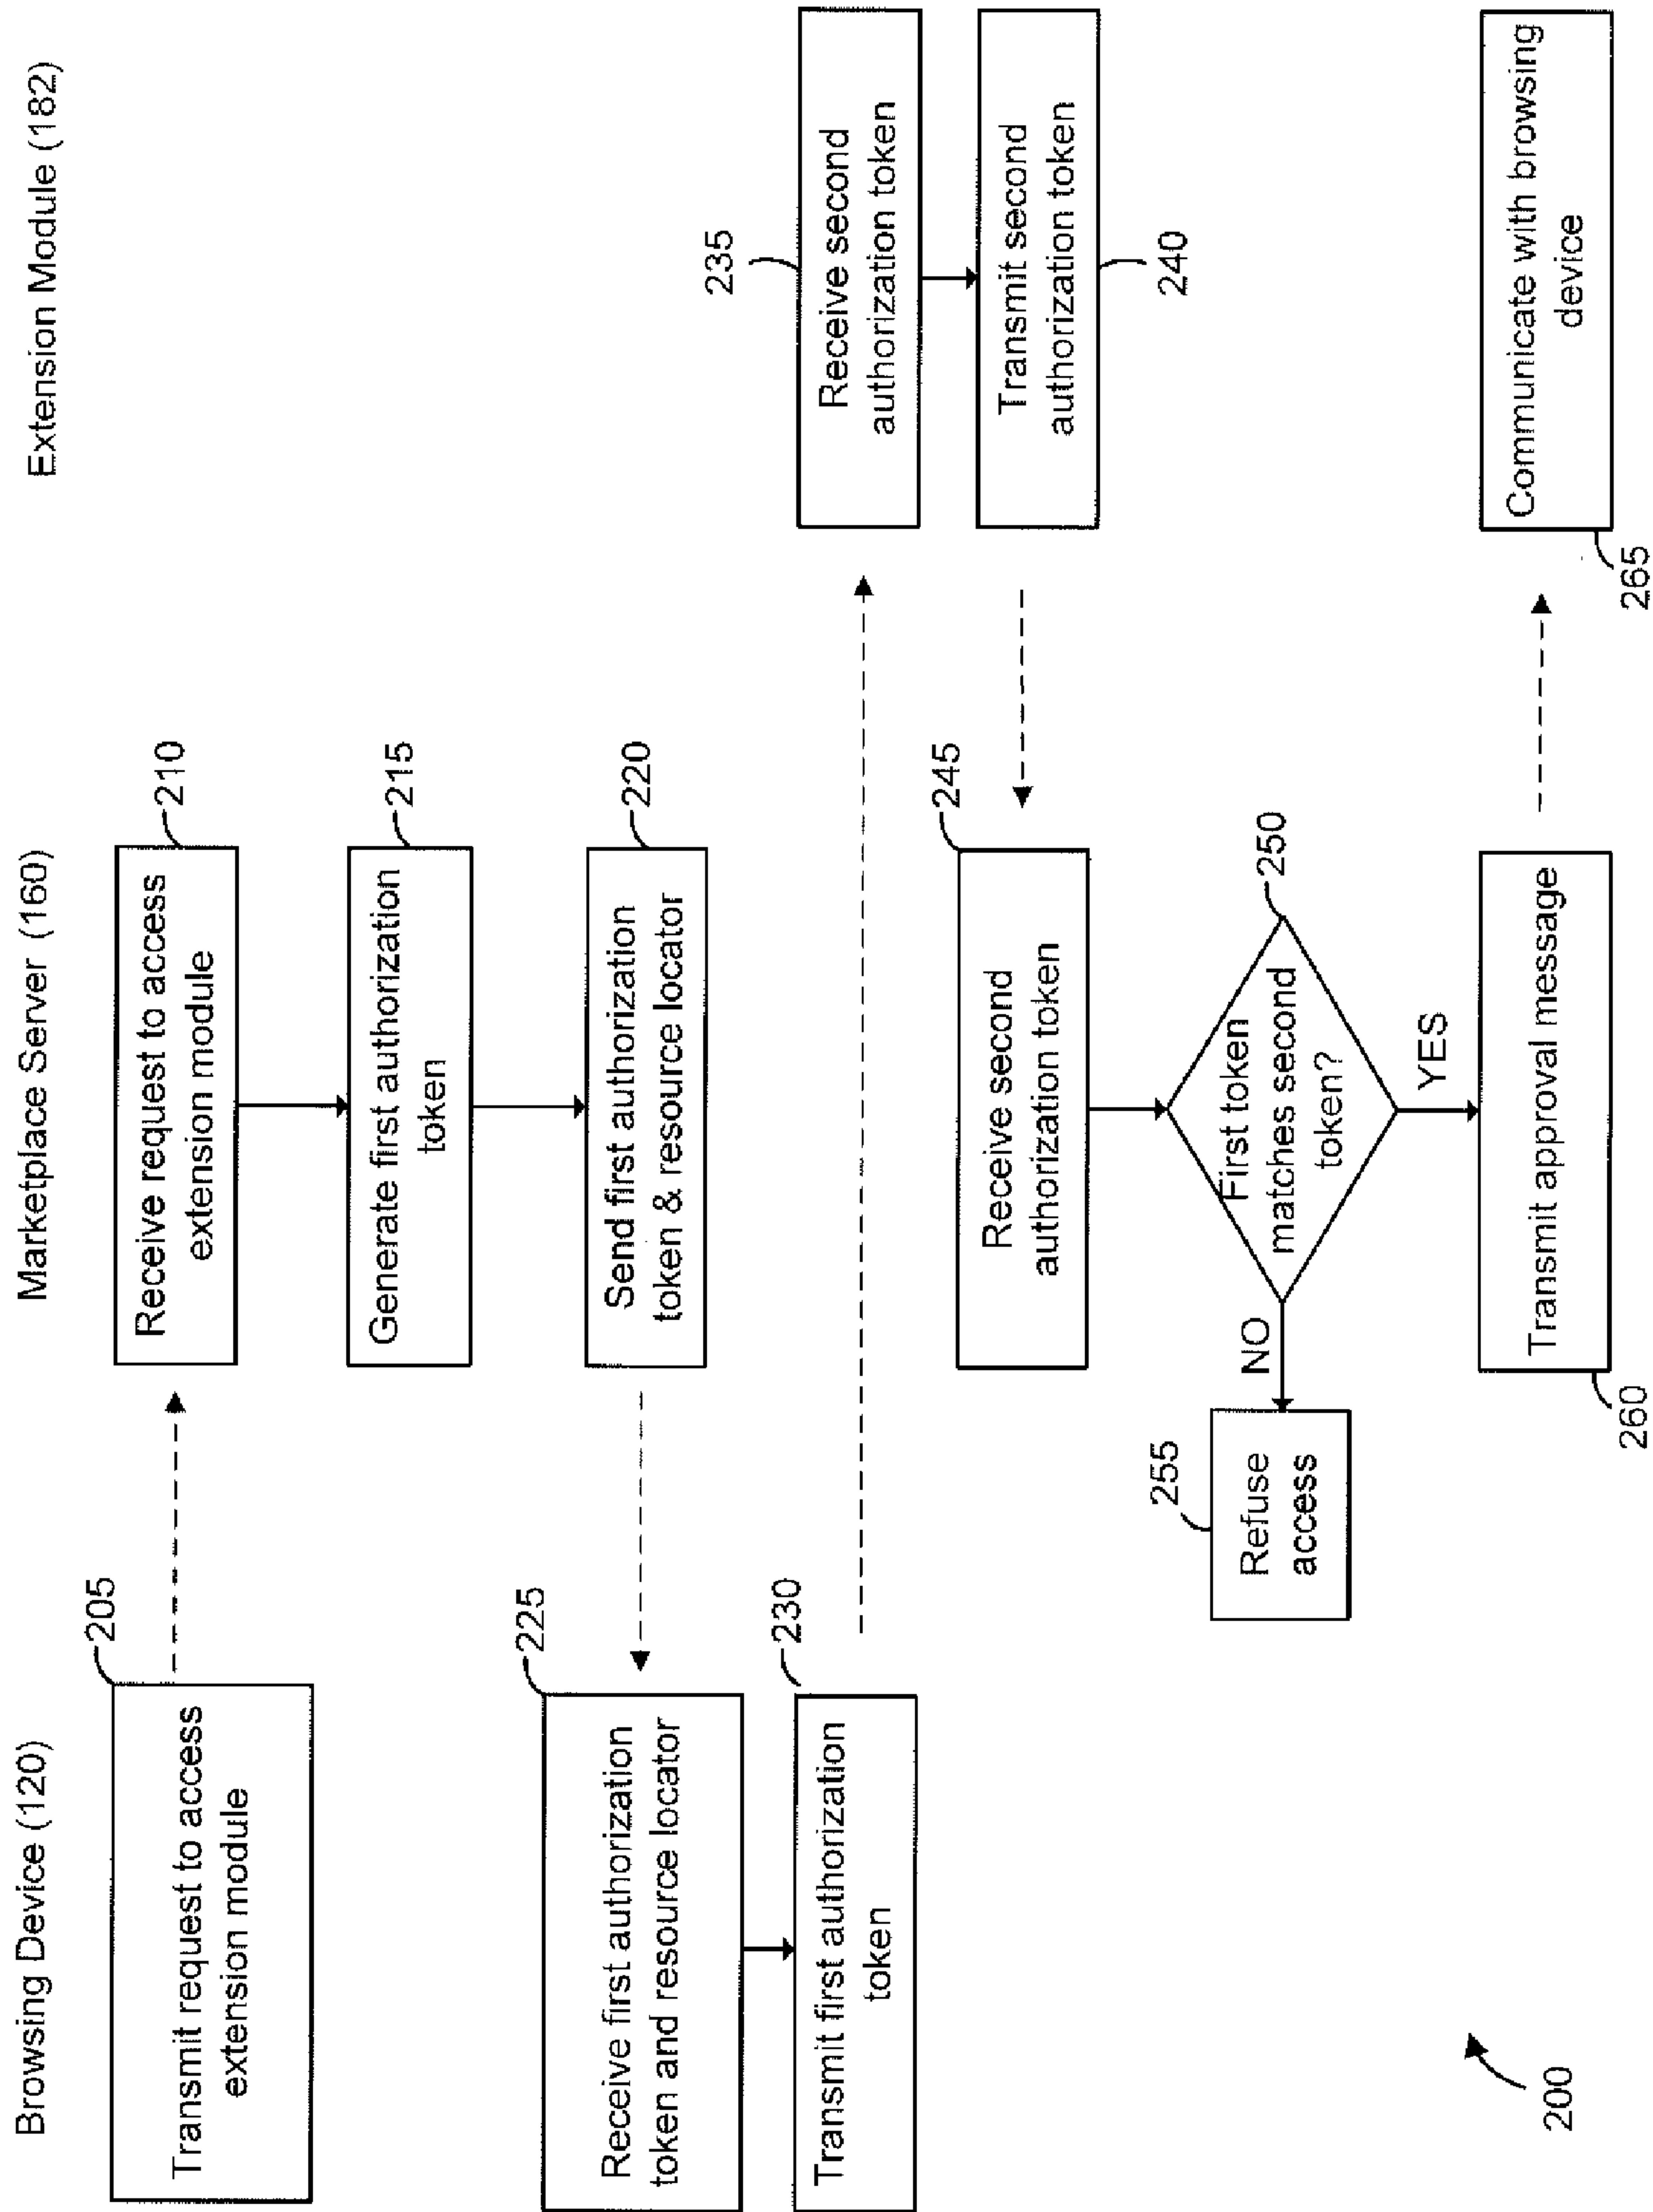 Browsing Device (120)
Marketplace Server (160)
Extension Module (182)
205
Transmit request to access
extension module
210
Receive request to access
extension module
215
Generate first authorization
token
220
Send first authorization
token & resource locator
225
Receive first authorization
token and resource locator
230
Transmit first authorization
token
235
Receive second
authorization token
Transmit second
authorization token
240
245
Receive second
authorization token
250
First token
matches second
token?
NO
YES
255
Refuse
access
Transmit approval message
260
Communicate with browsing
device
265
200